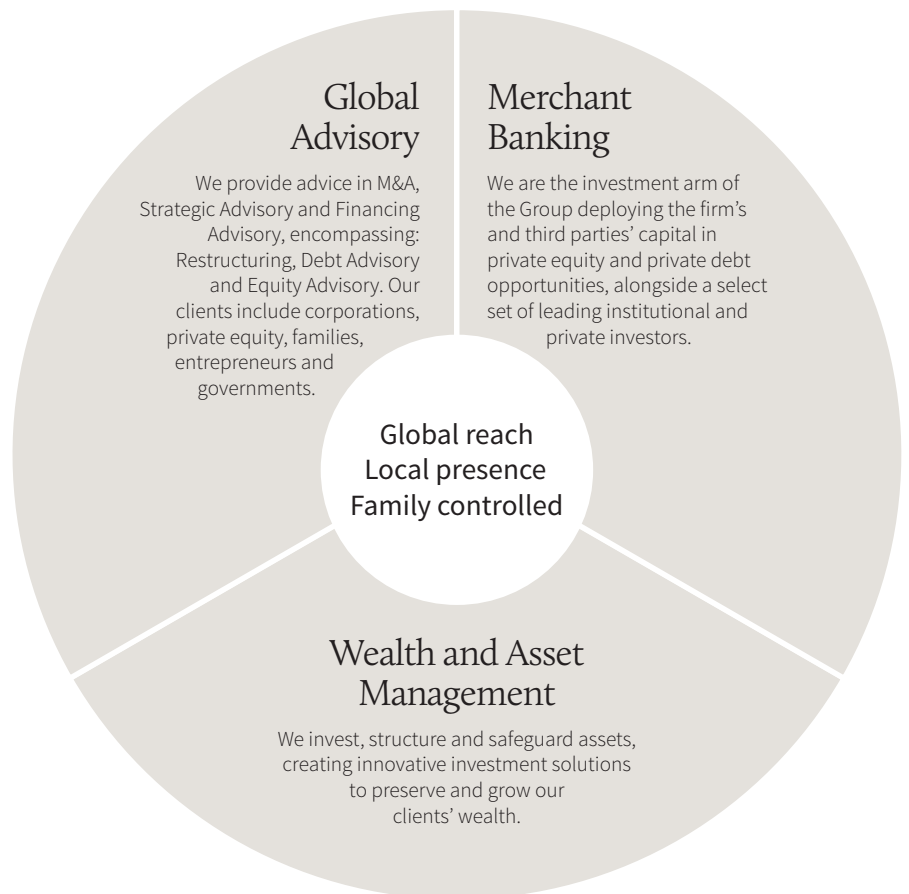 Global
Advisory
We provide advice in M&A,
Strategic Advisory and Financing
Advisory, encompassing:
Restructuring, Debt Advisory
and Equity Advisory. Our
clients include corporations,
private equity, families,
entrepreneurs and
governments.
Merchant
Banking
We are the investment arm of
the Group deploying the firm’s
and third parties’ capital in
private equity and private debt
opportunities, alongside a select
set of leading institutional and
private investors.
Global reach
Local presence
Family controlled
Wealth and Asset
Management
We invest, structure and safeguard assets,
creating innovative investment solutions
to preserve and grow our
clients’ wealth.